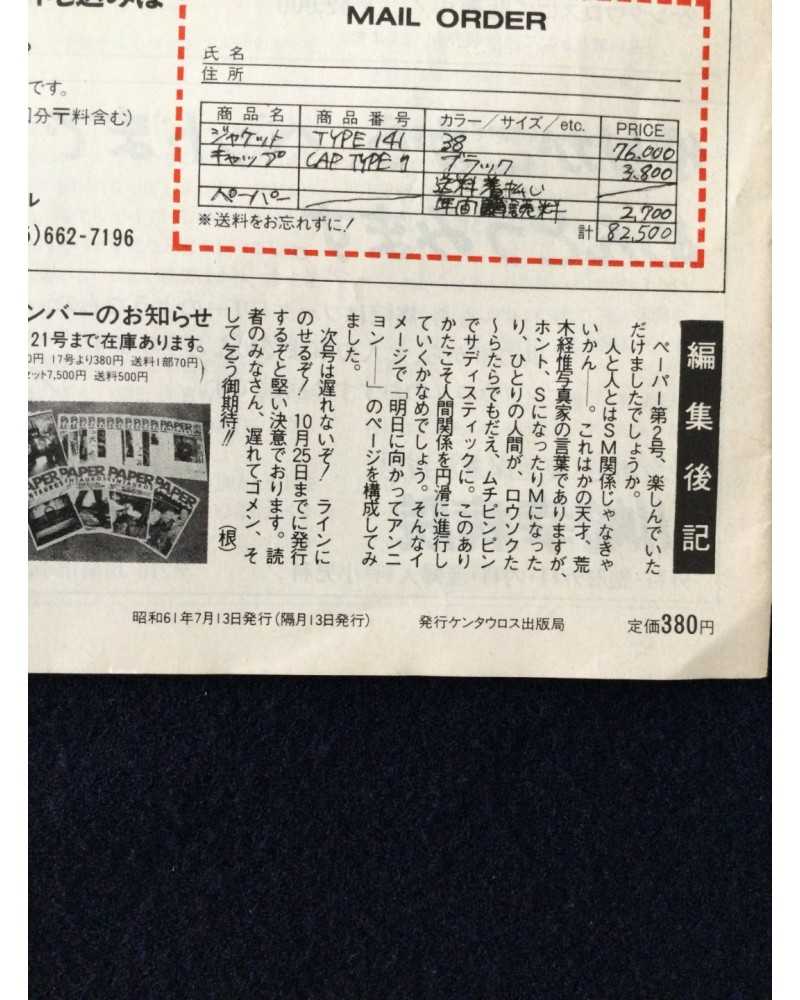 MAIL ORDER
氏名
住所
商品名 商品番号 カラー/サイズ/etc. PRICE
ジャケット TYPE 141 38 76,000
キャップ CAP TYPE 7 ブラック 3,800
送料着払い
ペーパー 年間購読料 2,700
※送料をお忘れずに! 計 82,500
です。
分〒料含む)
ル
)662-7196
ンバーのお知らせ
21号まで在庫あります。
0円 17号より380円 送料1部70円
セット7,500円 送料500円
PAPER PAPER PAPER PAPER
編集後記
ペーパー第2号、楽しんでいた
だけましたでしょうか。
人と人とはSM関係じゃなきゃ
いかん——。これはかの天才、荒
木経惟写真家の言葉でありますが、
ホント、SになったりMになった
り、ひとりの人間が、ロウソクた
〜らたらでもだえ、ムチピンピン
でサディスティックに。このあり
かたこそ人間関係を円滑に進行し
ていくかなめでしょう。そんなイ
メージで「明日に向かってアンニ
ョン——」のページを構成してみ
ました。
次号は遅れないぞ! ラインに
のせるぞ! 10月25日までに発行
するぞと堅い決意でおります。読
者のみなさん、遅れてゴメン、そ
して乞う御期待!!
(根)
昭和61年7月13日発行(隔月13日発行) 発行ケンタウロス出版局 定価380円